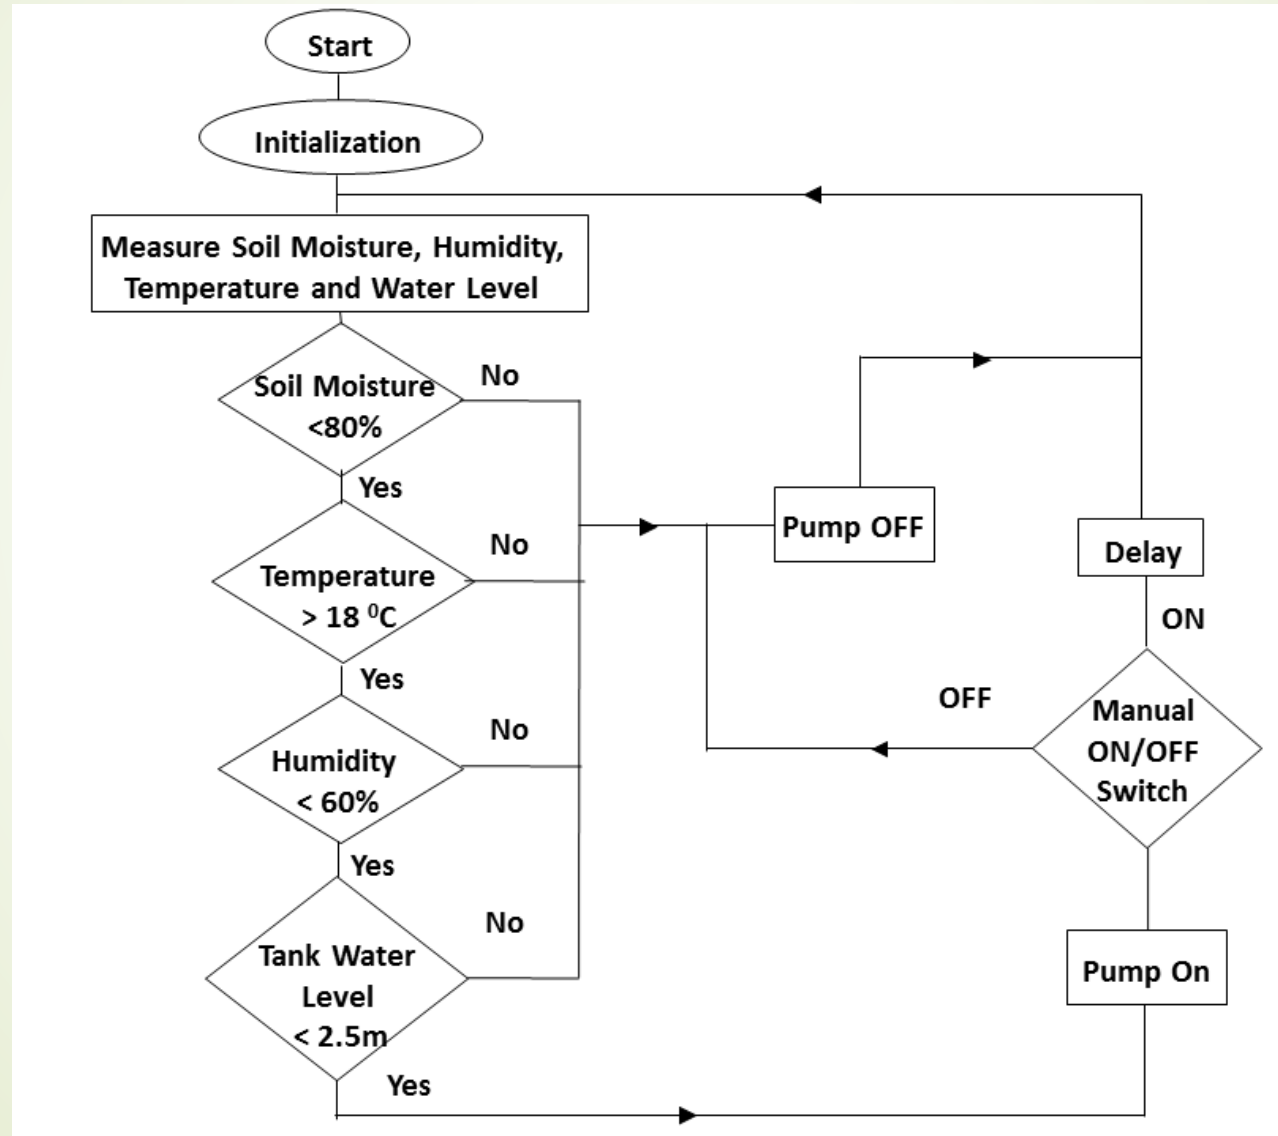 Start
Initialization
Measure Soil Moisture, Humidity,
Temperature and Water Level
Soil Moisture
<80%
No
Yes
Temperature
> 18 ⁰C
No
Yes
Humidity
< 60%
No
Yes
Tank Water
Level
< 2.5m
No
Yes
Pump OFF
Delay
ON
OFF
Manual
ON/OFF
Switch
Pump On